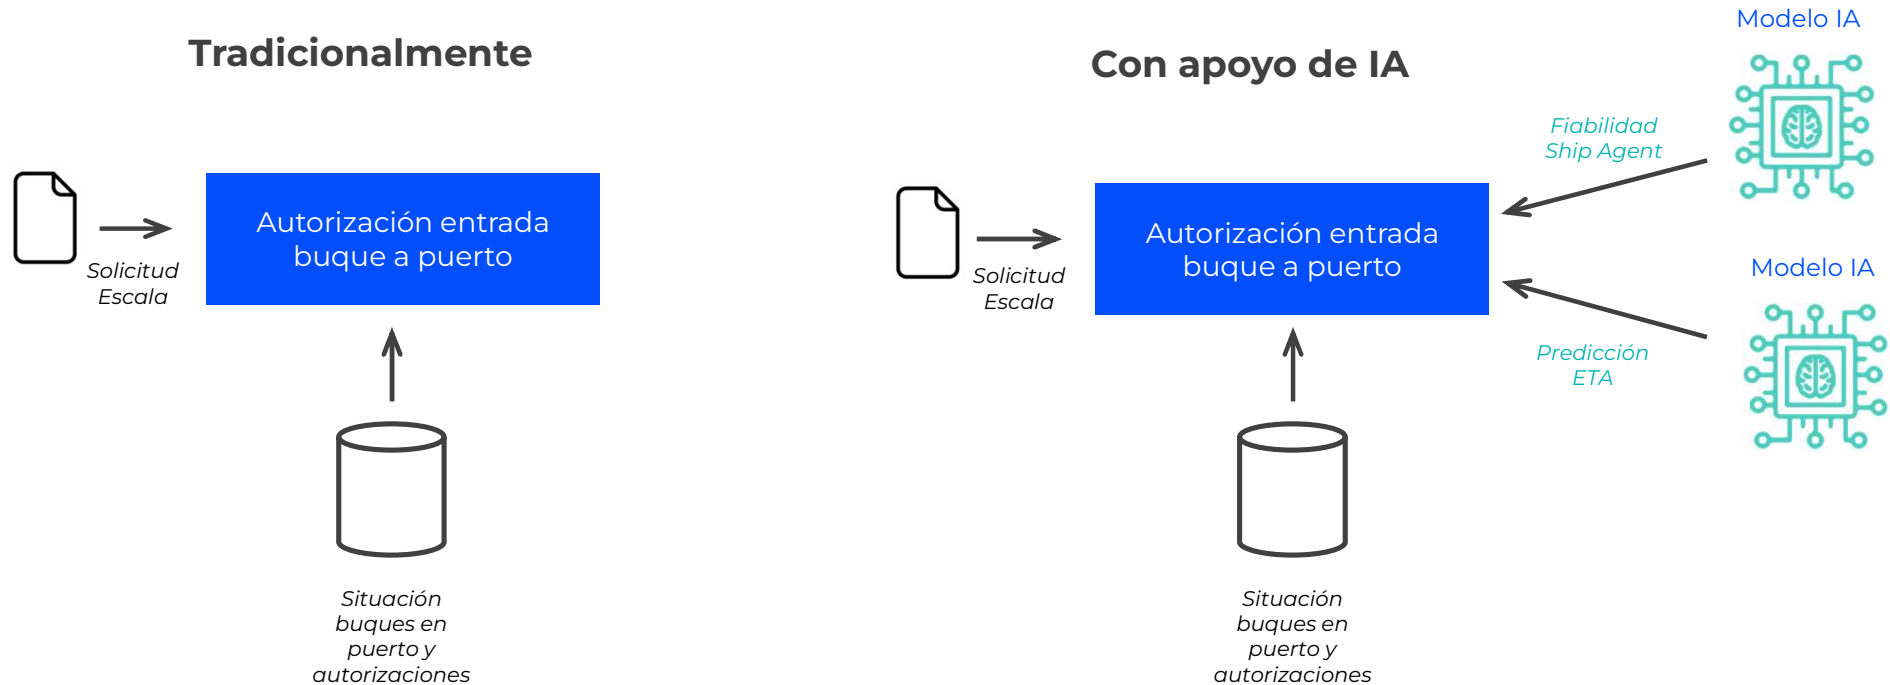 Tradicionalmente
Solicitud
Escala
Autorización entrada
buque a puerto
Situación
buques en
puerto y
autorizaciones
Con apoyo de IA
Solicitud
Escala
Autorización entrada
buque a puerto
Situación
buques en
puerto y
autorizaciones
Modelo IA
Fiabilidad
Ship Agent
Modelo IA
Predicción
ETA